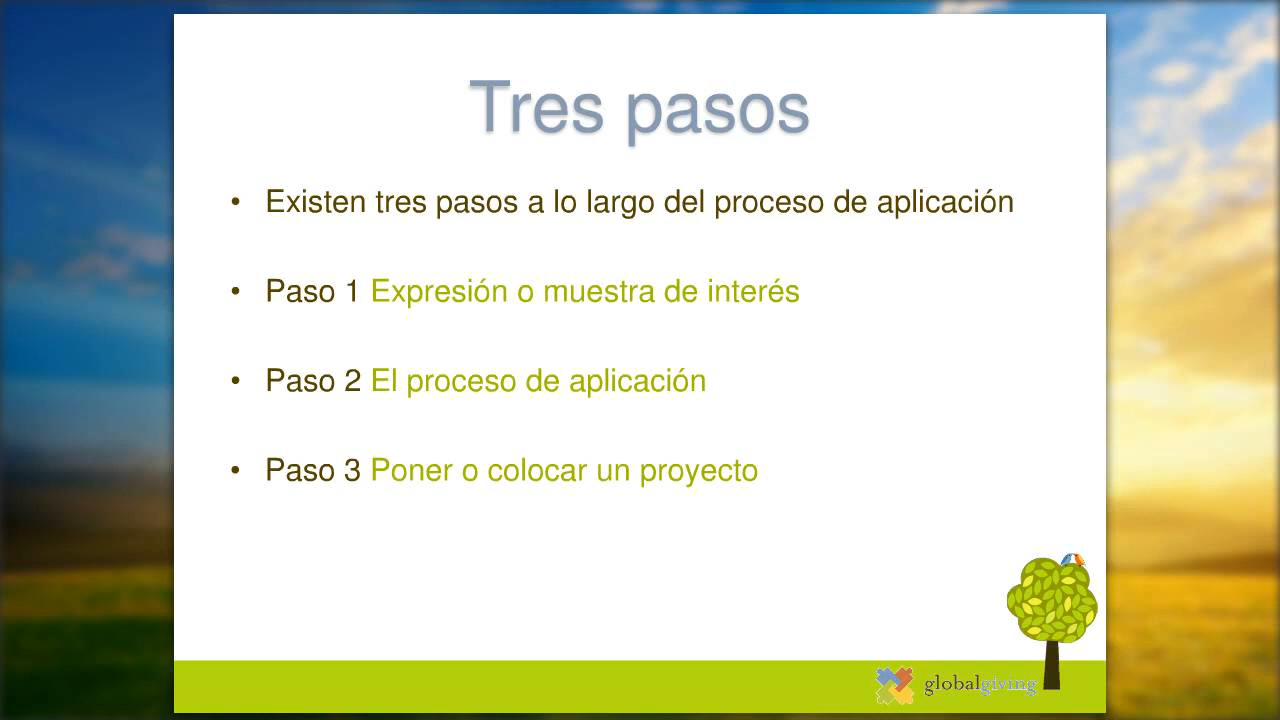 Tres pasos
• Existen tres pasos a lo largo del proceso de aplicación
• Paso 1 Expresión o muestra de interés
• Paso 2 El proceso de aplicación
• Paso 3 Poner o colocar un proyecto
globalgiving